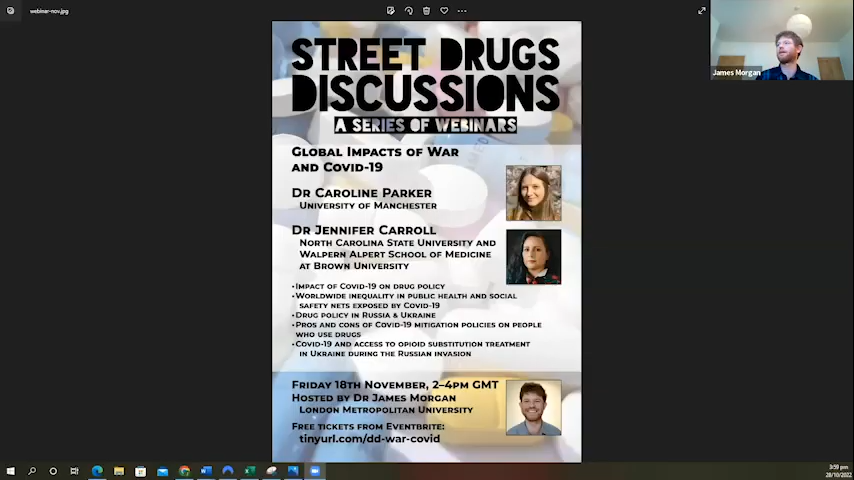 webinar-nov.jpg
James Morgan
STREET DRUGS
DISCUSSIONS
A SERIES OF WEBINARS
GLOBAL IMPACTS OF WAR
AND COVID-19
DR CAROLINE PARKER
UNIVERSITY OF MANCHESTER
DR JENNIFER CARROLL
NORTH CAROLINA STATE UNIVERSITY AND
WALPERN ALPERT SCHOOL OF MEDICINE
AT BROWN UNIVERSITY
•IMPACT OF COVID-19 ON DRUG POLICY
•WORLDWIDE INEQUALITY IN PUBLIC HEALTH AND SOCIAL
SAFETY NETS EXPOSED BY COVID-19
•DRUG POLICY IN RUSSIA & UKRAINE
•PROS AND CONS OF COVID-19 MITIGATION POLICIES ON PEOPLE
WHO USE DRUGS
•COVID-19 AND ACCESS TO OPIOID SUBSTITUTION TREATMENT
IN UKRAINE DURING THE RUSSIAN INVASION
FRIDAY 18TH NOVEMBER, 2–4PM GMT
HOSTED BY DR JAMES MORGAN
LONDON METROPOLITAN UNIVERSITY
FREE TICKETS FROM EVENTBRITE:
tinyurl.com/dd-war-covid
3:59 pm
28/10/2022